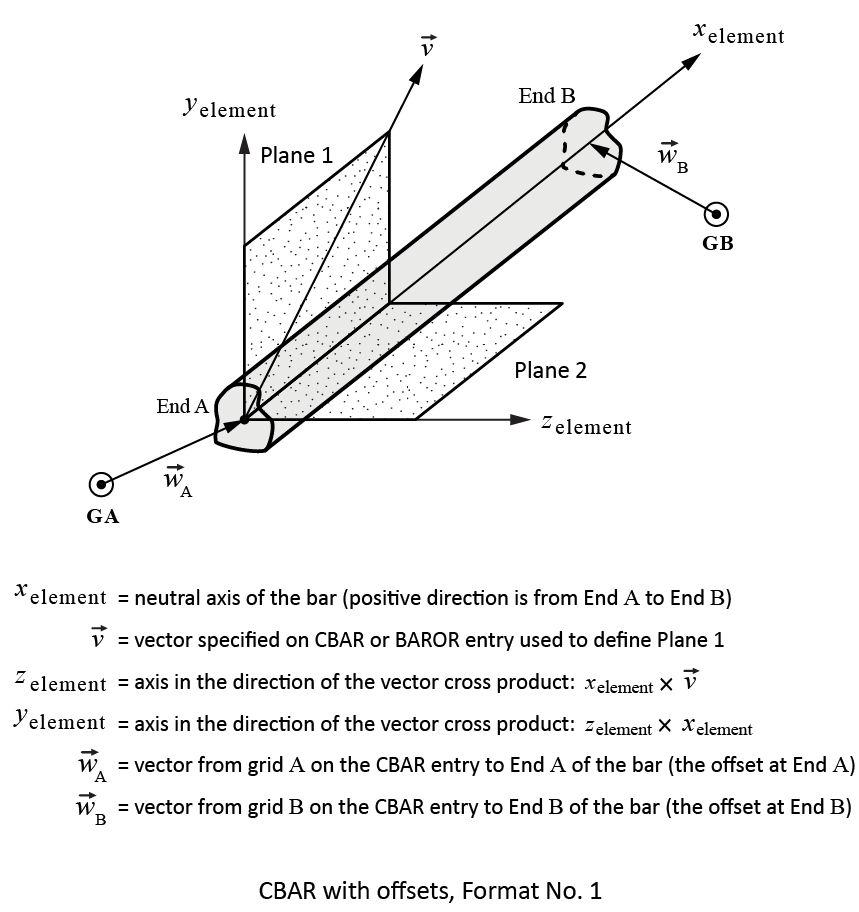 x element
v⃗
End B
y element
Plane 1
w⃗ B
GB
Plane 2
End A
z element
w⃗ A
GA
x element = neutral axis of the bar (positive direction is from End A to End B)
v⃗ = vector specified on CBAR or BAROR entry used to define Plane 1
z element = axis in the direction of the vector cross product: x element × v⃗
y element = axis in the direction of the vector cross product: z element × x element
w⃗ A = vector from grid A on the CBAR entry to End A of the bar (the offset at End A)
w⃗ B = vector from grid B on the CBAR entry to End B of the bar (the offset at End B)
CBAR with offsets, Format No. 1